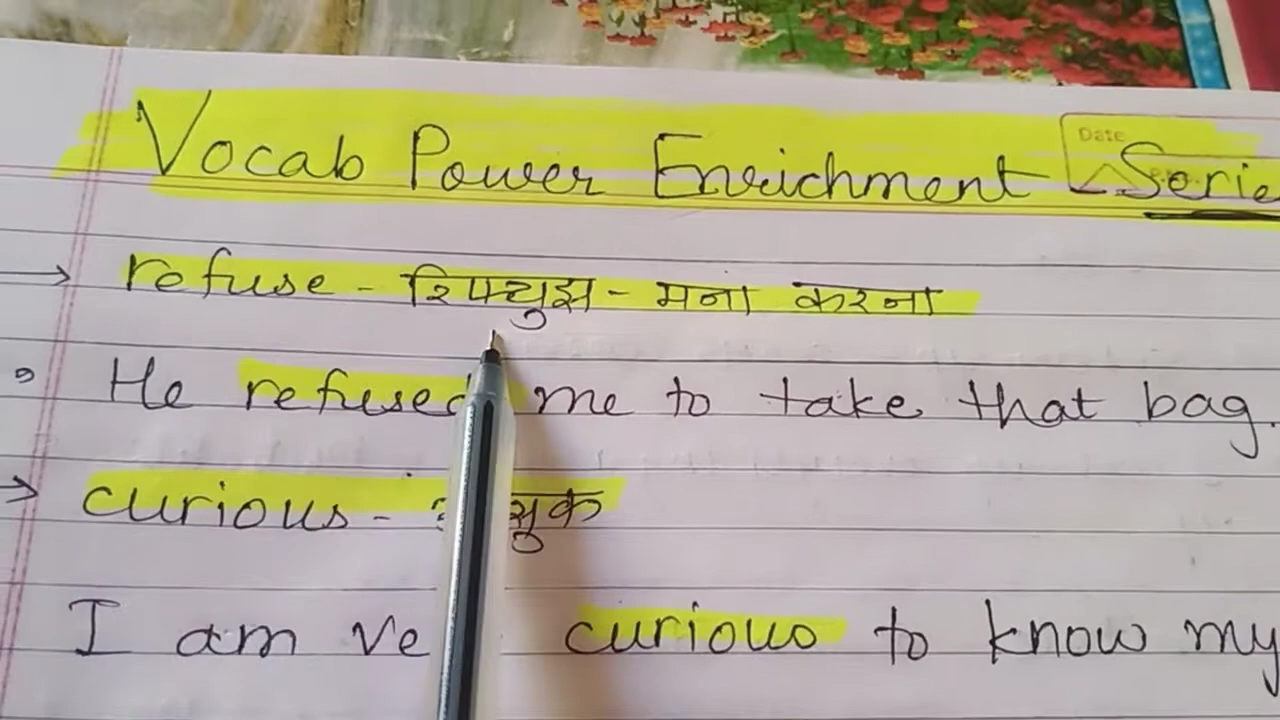 Vocab Power Enrichment Serie
Date
→ refuse - रिफ्युझ - मना करना
He refused me to take that bag.
→ curious -
I am curious to know my